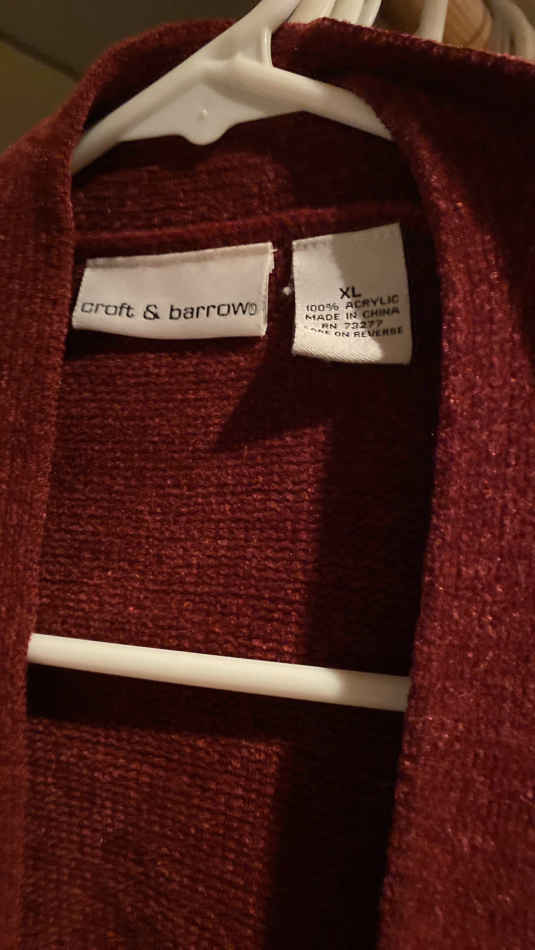 croft & barrow®
XL
100% ACRYLIC
MADE IN CHINA
RN 73277
ON REVERSE